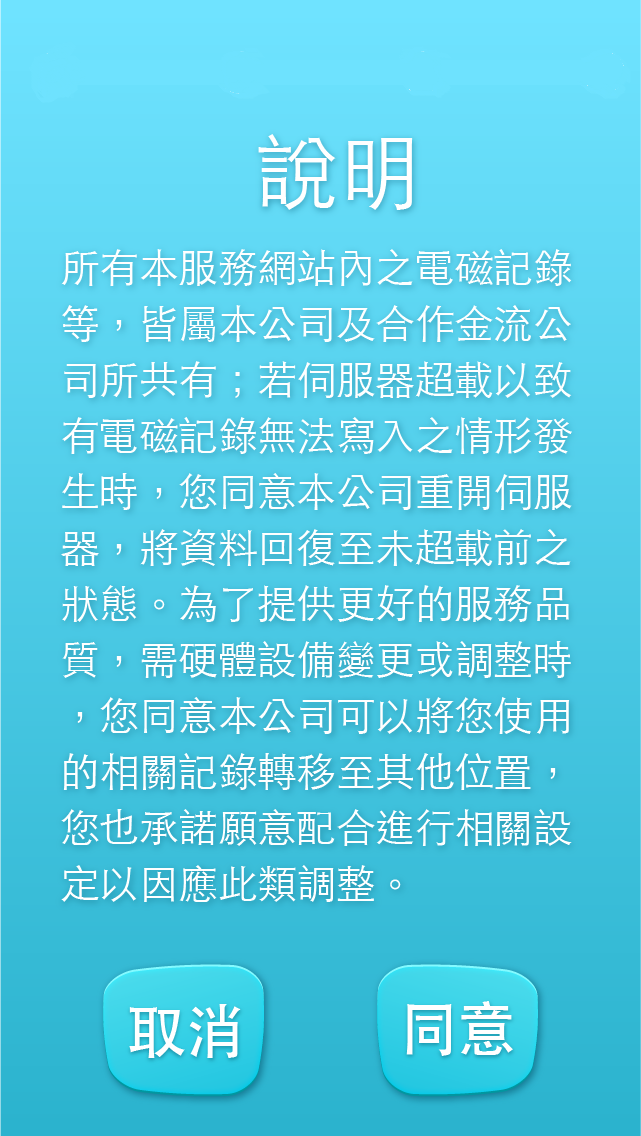 說明
所有本服務網站內之電磁記錄
等，皆屬本公司及合作金流公
司所共有；若伺服器超載以致
有電磁記錄無法寫入之情形發
生時，您同意本公司重開伺服
器，將資料回復至未超載前之
狀態。為了提供更好的服務品
質，需硬體設備變更或調整時
，您同意本公司可以將您使用
的相關記錄轉移至其他位置，
您也承諾願意配合進行相關設
定以因應此類調整。
取消
同意